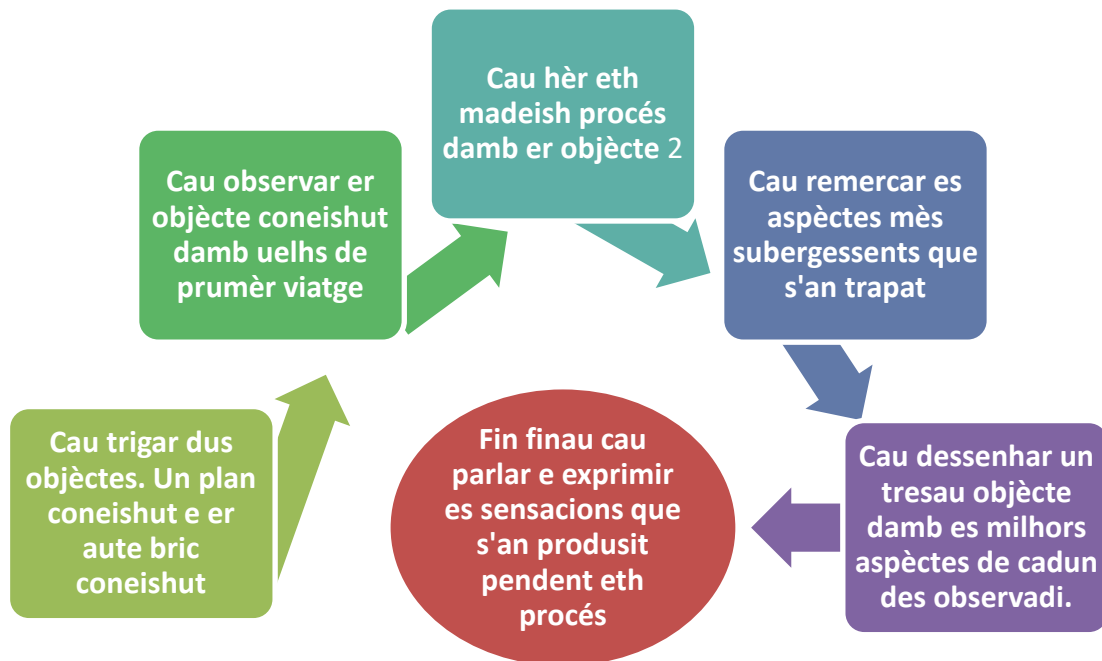 Cau trigar dus
objèctes. Un plan
coneishut e er
aute bric
coneishut
Cau observar er
objècte coneishut
damb uelhs de
prumèr viatge
Cau hèr eth
madeish procés
damb er objècte 2
Cau remercar es
aspèctes mès
subergessents que
s'an trapat
Cau dessenhar un
tresau objècte
damb es milhors
aspèctes de cadun
des observadi.
Fin finau cau
parlar e exprimir
es sensacions que
s'an produsit
pendent eth
procés